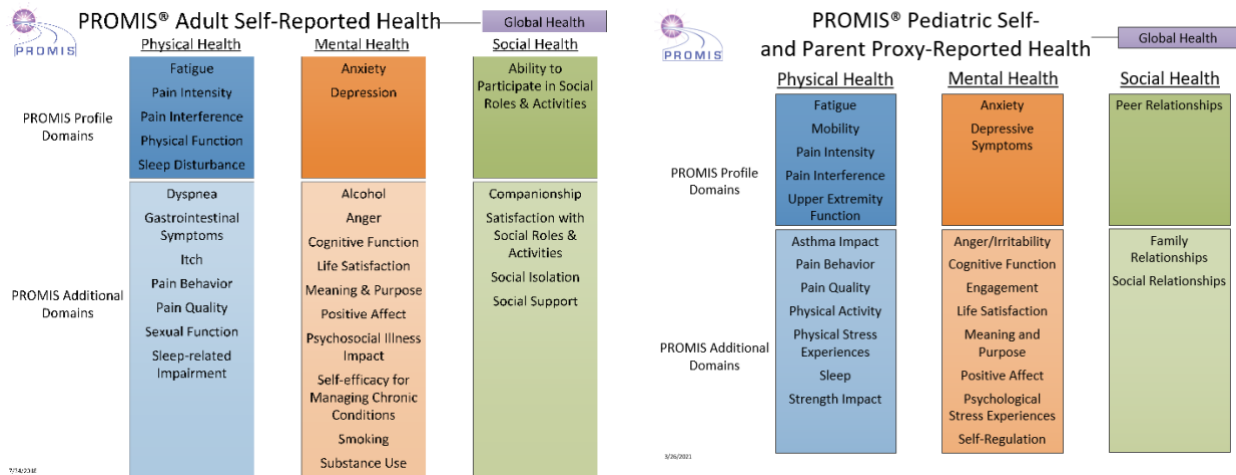 PROMIS® Adult Self-Reported Health
Global Health
PROMIS
Physical Health
Mental Health
Social Health
PROMIS Profile
Domains
Fatigue
Pain Intensity
Pain Interference
Physical Function
Sleep Disturbance
Anxiety
Depression
Ability to
Participate in Social
Roles & Activities
PROMIS Additional
Domains
Dyspnea
Gastrointestinal
Symptoms
Itch
Pain Behavior
Pain Quality
Sexual Function
Sleep-related
Impairment
Alcohol
Anger
Cognitive Function
Life Satisfaction
Meaning & Purpose
Positive Affect
Psychosocial Illness
Impact
Self-efficacy for
Managing Chronic
Conditions
Smoking
Substance Use
Companionship
Satisfaction with
Social Roles &
Activities
Social Isolation
Social Support
PROMIS® Pediatric Self-
and Parent Proxy-Reported Health
Global Health
PROMIS
Physical Health
Mental Health
Social Health
PROMIS Profile
Domains
Fatigue
Mobility
Pain Intensity
Pain Interference
Upper Extremity
Function
Anxiety
Depressive
Symptoms
Peer Relationships
PROMIS Additional
Domains
Asthma Impact
Pain Behavior
Pain Quality
Physical Activity
Physical Stress
Experiences
Sleep
Strength Impact
Anger/Irritability
Cognitive Function
Engagement
Life Satisfaction
Meaning and
Purpose
Positive Affect
Psychological
Stress Experiences
Self-Regulation
Family
Relationships
Social Relationships
3/26/2021